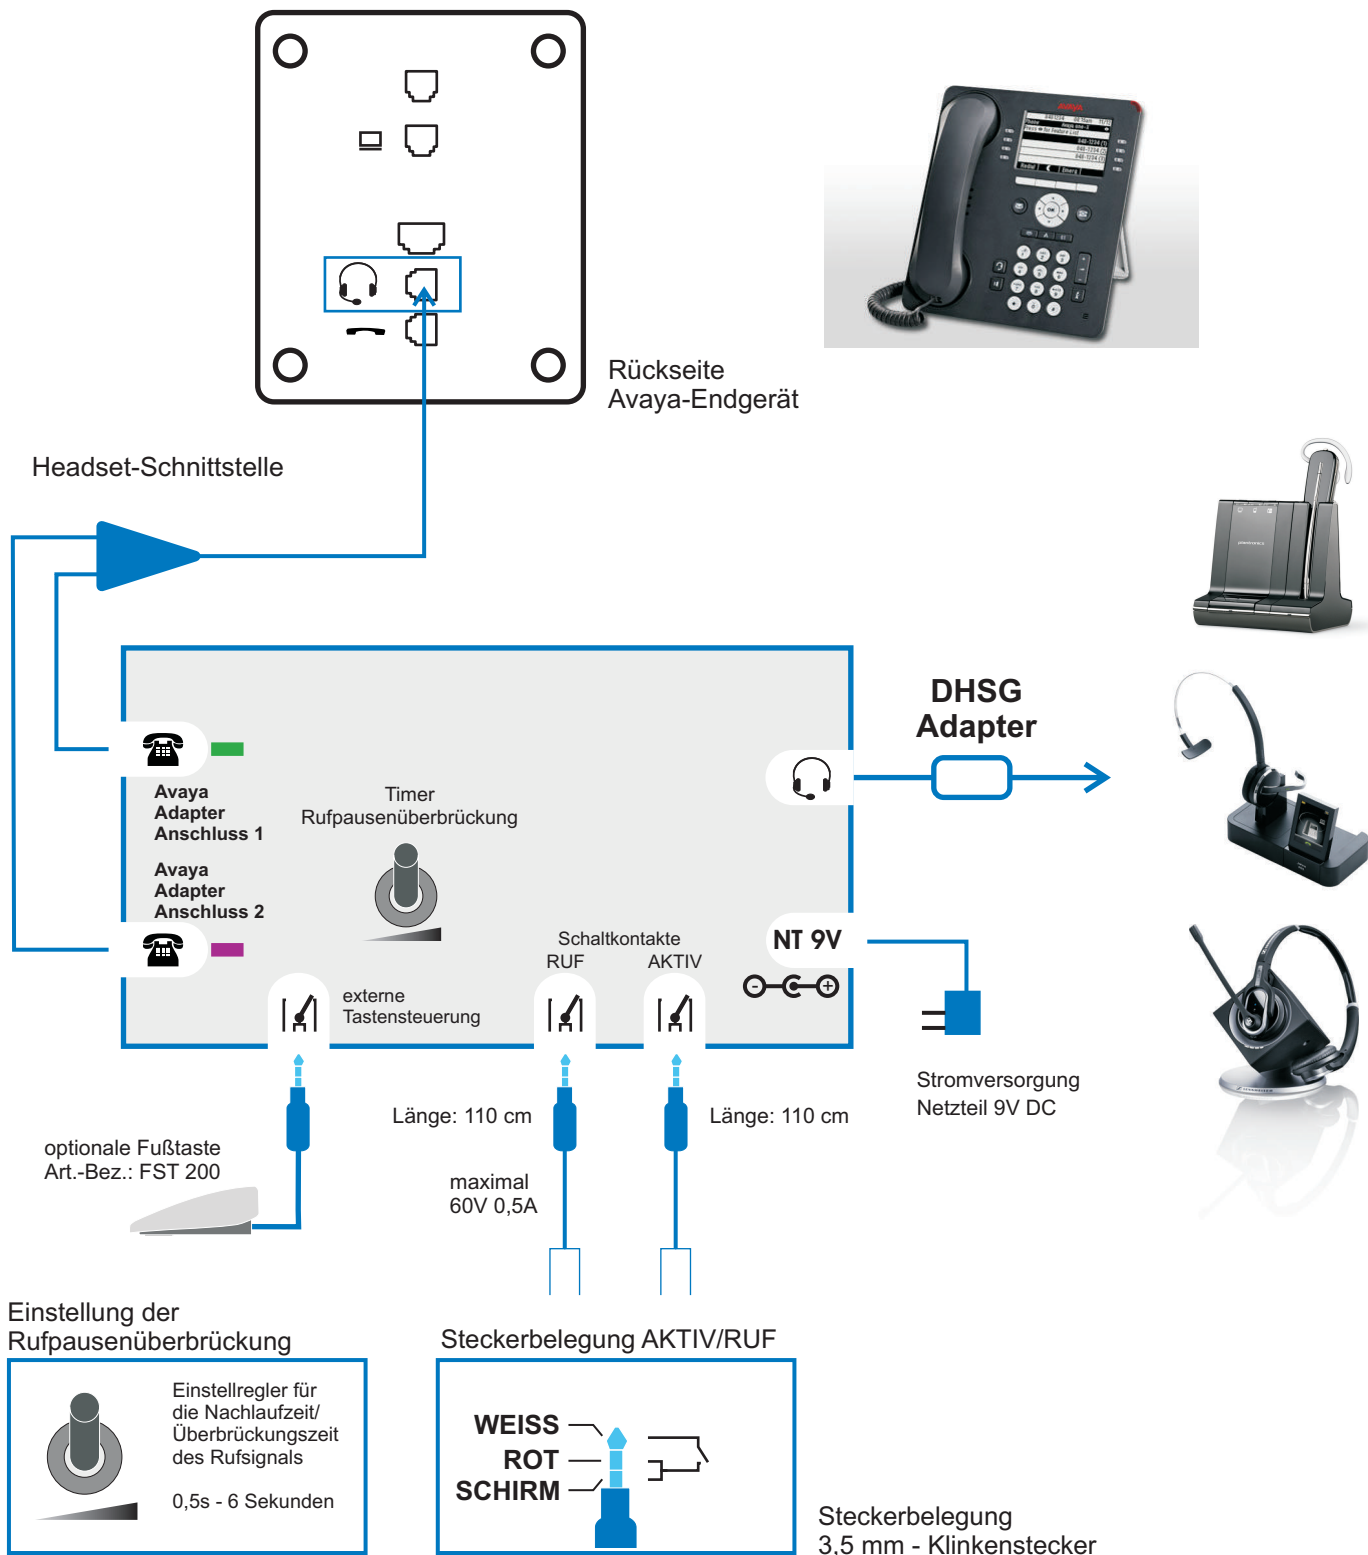 AVAYA
Rückseite
Avaya-Endgerät
Headset-Schnittstelle
DHSG
Adapter
Avaya
Adapter
Anschluss 1
Timer
Rufpausenüberbrückung
Avaya
Adapter
Anschluss 2
Schaltkontakte
RUF AKTIV
NT 9V
externe
Tastensteuerung
Stromversorgung
Netzteil 9V DC
Länge: 110 cm
Länge: 110 cm
optionale Fußtaste
Art.-Bez.: FST 200
maximal
60V 0,5A
Einstellung der
Rufpausenüberbrückung
Einstellregler für
die Nachlaufzeit/
Überbrückungszeit
des Rufsignals
0,5s - 6 Sekunden
Steckerbelegung AKTIV/RUF
WEISS
ROT
SCHIRM
Steckerbelegung
3,5 mm - Klinkenstecker